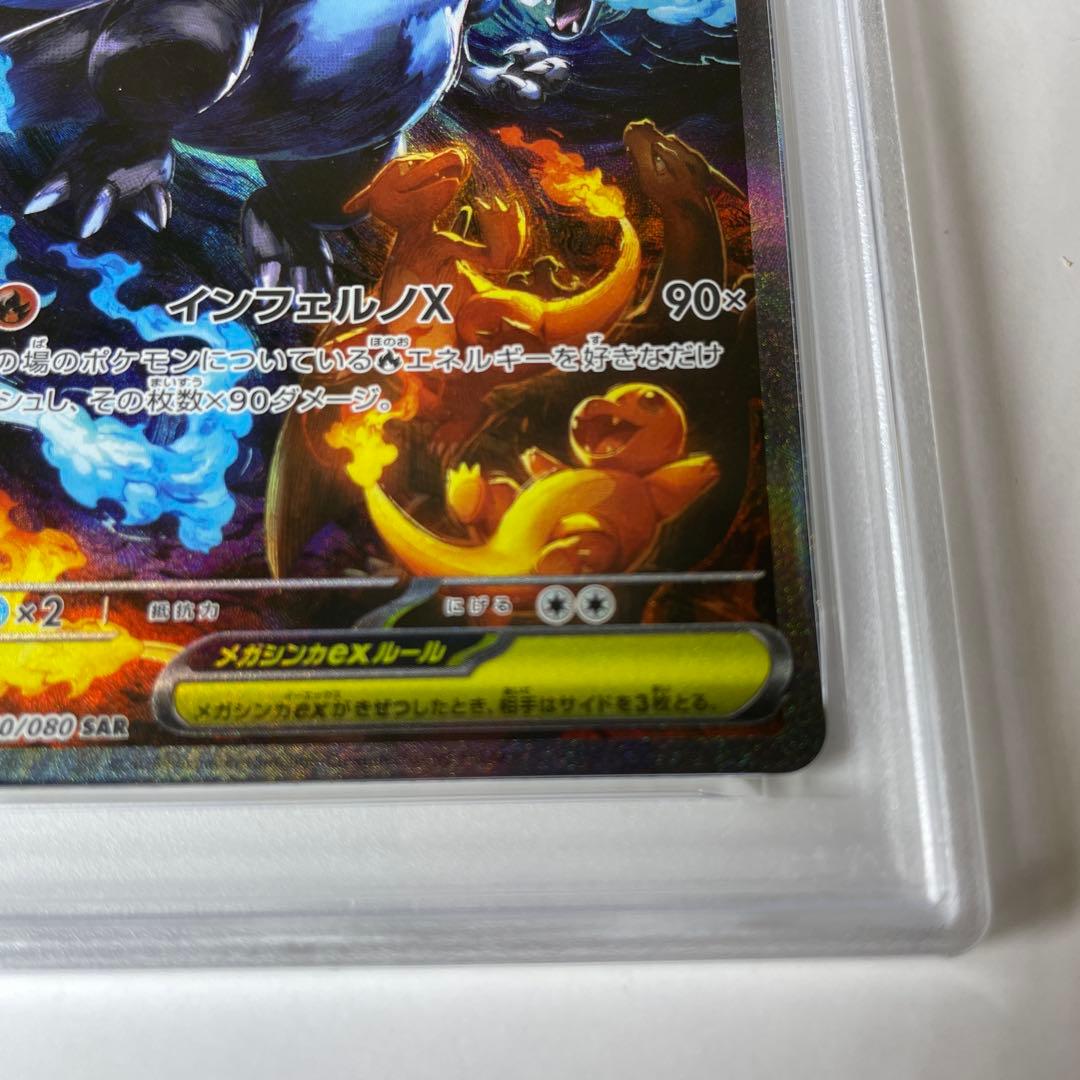 インフェルノX 90×
の場のポケモンについているエネルギーを好きなだけ
シュし、その枚数×90ダメージ。
×2 抵抗力 にげる
メガシンカexルール
メガシンカexがきぜつしたとき、相手はサイドを3枚とる。
0/080 SAR